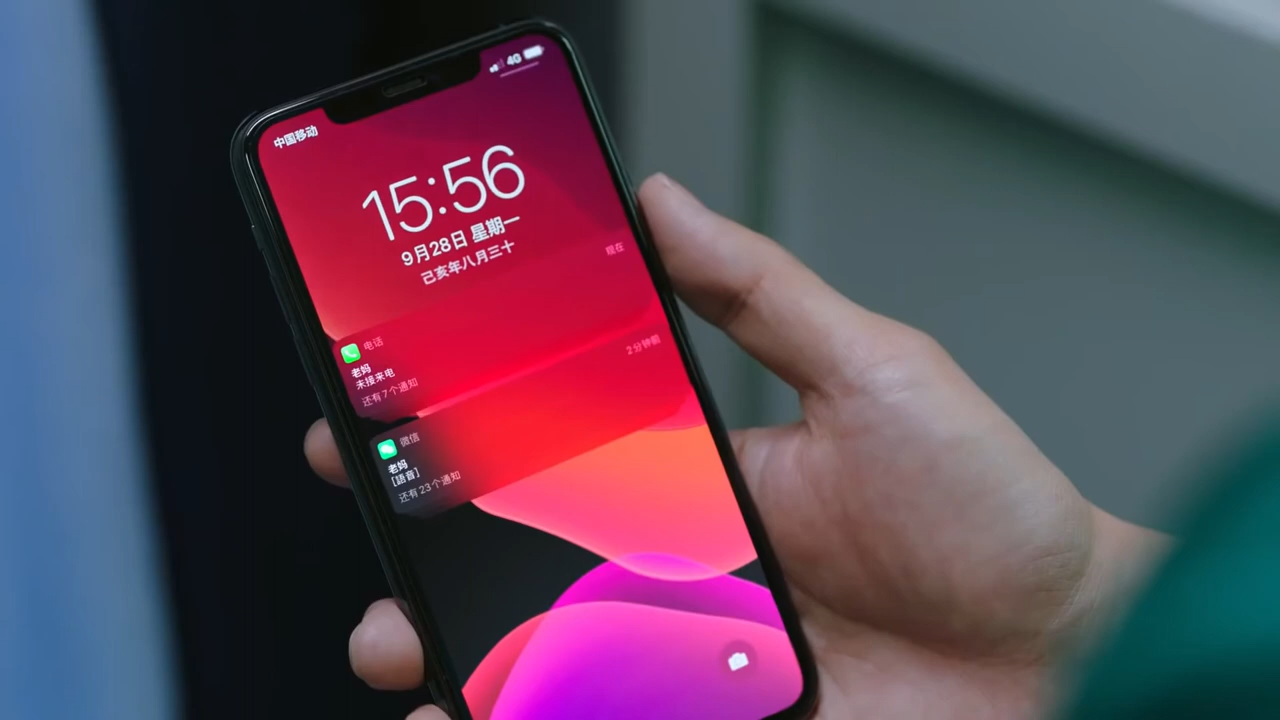 4G
中国移动
15:56
9月28日 星期一
己亥年八月三十
电话
现在
老妈
未接来电
还有7个通知
微信
2分钟前
老妈
[語音]
还有23个通知